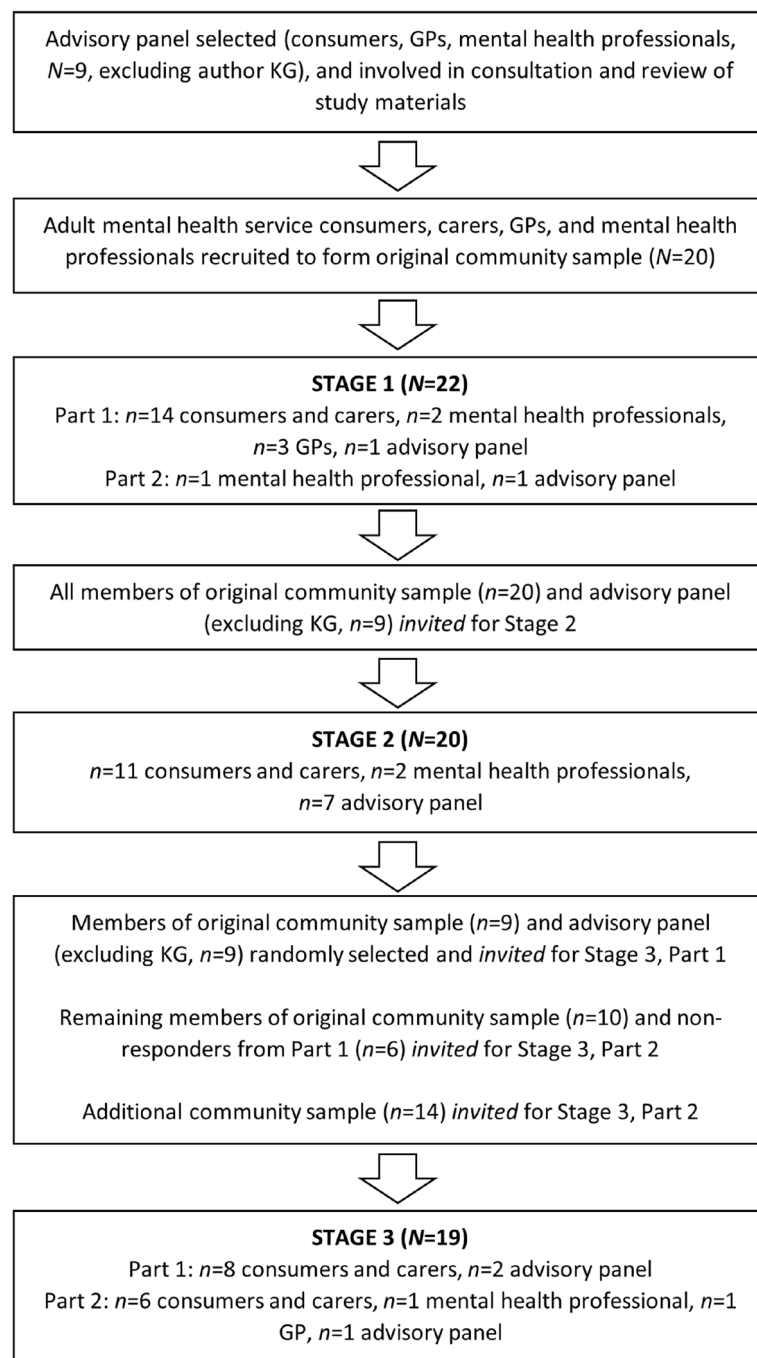 Advisory panel selected (consumers, GPs, mental health professionals,
N=9, excluding author KG), and involved in consultation and review of
study materials
Adult mental health service consumers, carers, GPs, and mental health
professionals recruited to form original community sample (N=20)
STAGE 1 (N=22)
Part 1: n=14 consumers and carers, n=2 mental health professionals,
n=3 GPs, n=1 advisory panel
Part 2: n=1 mental health professional, n=1 advisory panel
All members of original community sample (n=20) and advisory panel
(excluding KG, n=9) invited for Stage 2
STAGE 2 (N=20)
n=11 consumers and carers, n=2 mental health professionals,
n=7 advisory panel
Members of original community sample (n=9) and advisory panel
(excluding KG, n=9) randomly selected and invited for Stage 3, Part 1
Remaining members of original community sample (n=10) and non-
responders from Part 1 (n=6) invited for Stage 3, Part 2
Additional community sample (n=14) invited for Stage 3, Part 2
STAGE 3 (N=19)
Part 1: n=8 consumers and carers, n=2 advisory panel
Part 2: n=6 consumers and carers, n=1 mental health professional, n=1
GP, n=1 advisory panel